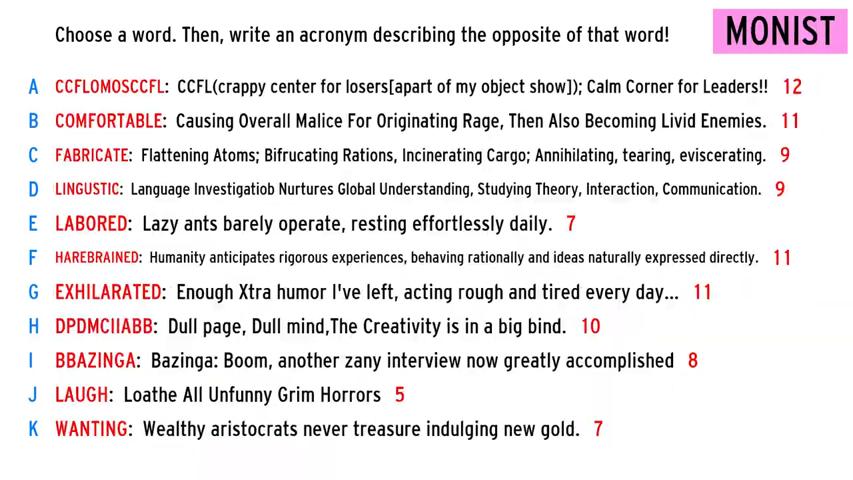 Choose a word. Then, write an acronym describing the opposite of that word!
MONIST
A CCFLOMOSCCFL: CCFL(crappy center for losers[apart of my object show]); Calm Corner for Leaders!! 12
B COMFORTABLE: Causing Overall Malice For Originating Rage, Then Also Becoming Livid Enemies. 11
C FABRICATE: Flattening Atoms; Bifrucating Rations, Incinerating Cargo; Annihilating, tearing, eviscerating. 9
D LINGUSTIC: Language Investigatiob Nurtures Global Understanding, Studying Theory, Interaction, Communication. 9
E LABORED: Lazy ants barely operate, resting effortlessly daily. 7
F HAREBRAINED: Humanity anticipates rigorous experiences, behaving rationally and ideas naturally expressed directly. 11
G EXHILARATED: Enough Xtra humor I've left, acting rough and tired every day... 11
H DPDMCIIABB: Dull page, Dull mind,The Creativity is in a big bind. 10
I BBAZINGA: Bazinga: Boom, another zany interview now greatly accomplished 8
J LAUGH: Loathe All Unfunny Grim Horrors 5
K WANTING: Wealthy aristocrats never treasure indulging new gold. 7